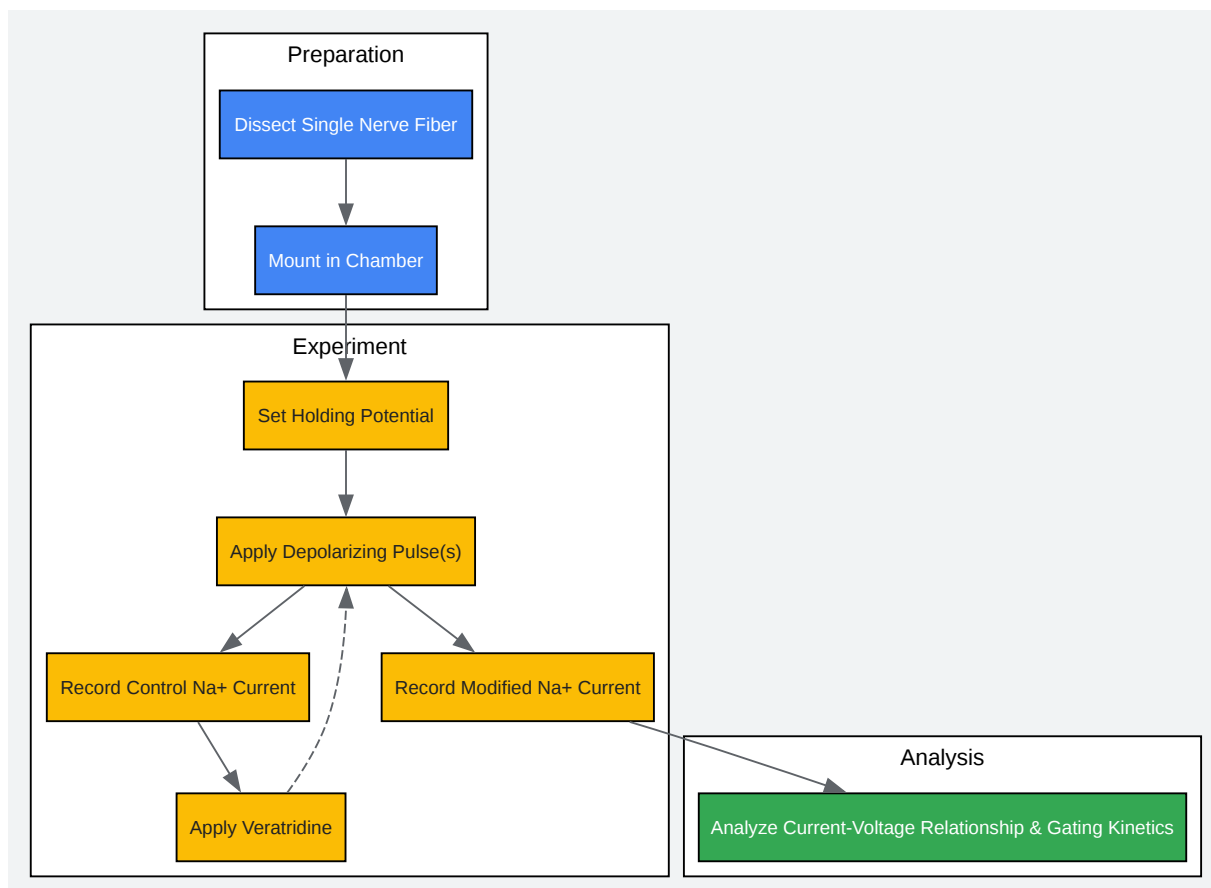 Preparation
Dissect Single Nerve Fiber
Mount in Chamber
Experiment
Set Holding Potential
Apply Depolarizing Pulse(s)
Record Control Na+ Current
Record Modified Na+ Current
Apply Veratridine
Analysis
Analyze Current-Voltage Relationship & Gating Kinetics